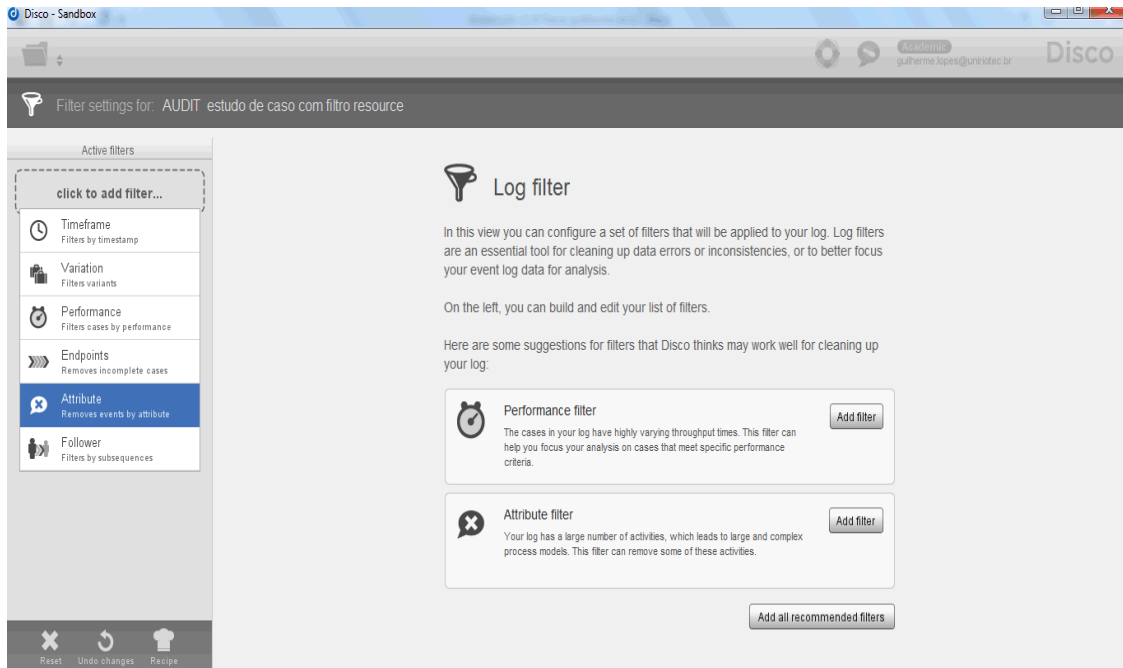 Disco - Sandbox
Academic
guilherme.lopes@uniriotec.br
Disco
Filter settings for: AUDIT estudo de caso com filtro resource
Active filters
click to add filter...
Timeframe
Filters by timestamp
Variation
Filters variants
Performance
Filters cases by performance
Endpoints
Removes incomplete cases
Attribute
Removes events by attribute
Follower
Filters by subsequences
Reset
Undo changes
Recipe
Log filter
In this view you can configure a set of filters that will be applied to your log. Log filters
are an essential tool for cleaning up data errors or inconsistencies, or to better focus
your event log data for analysis.
On the left, you can build and edit your list of filters.
Here are some suggestions for filters that Disco thinks may work well for cleaning up
your log:
Performance filter
The cases in your log have highly varying throughput times. This filter can
help you focus your analysis on cases that meet specific performance
criteria.
Add filter
Attribute filter
Your log has a large number of activities, which leads to large and complex
process models. This filter can remove some of these activities.
Add filter
Add all recommended filters